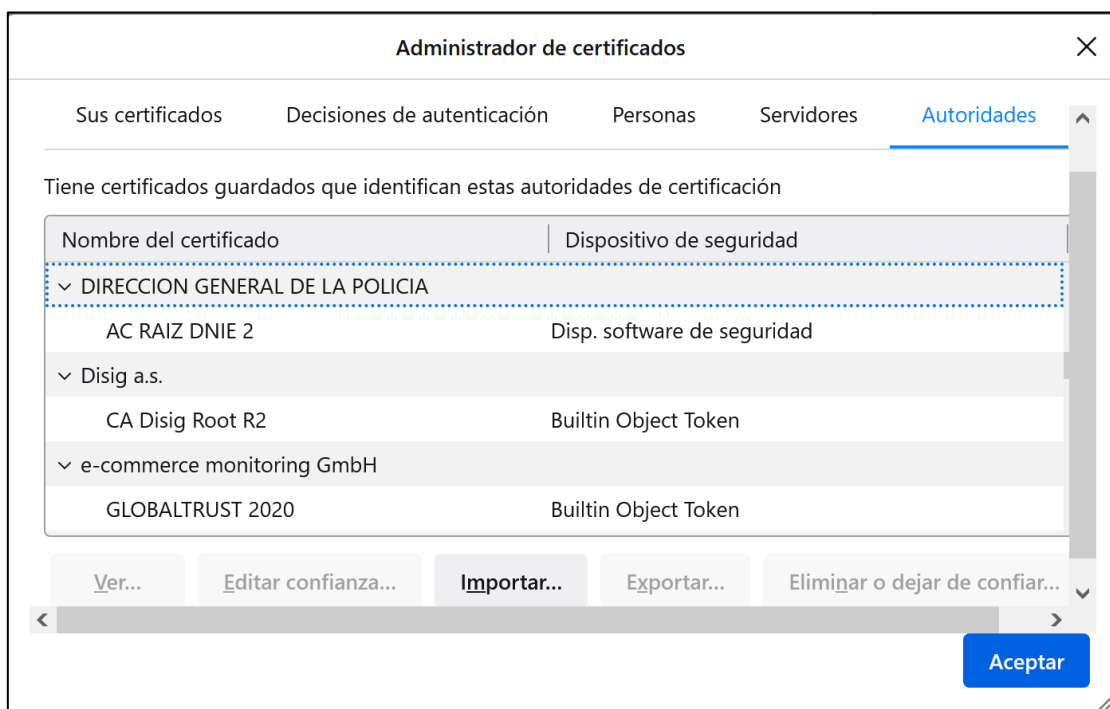 Administrador de certificados
Sus certificados Decisiones de autenticación Personas Servidores Autoridades
Tiene certificados guardados que identifican estas autoridades de certificación
Nombre del certificado Dispositivo de seguridad
DIRECCION GENERAL DE LA POLICIA
AC RAIZ DNIE 2 Disp. software de seguridad
Disig a.s.
CA Disig Root R2 Builtin Object Token
e-commerce monitoring GmbH
GLOBALTRUST 2020 Builtin Object Token
Ver... Editar confianza... Importar... Exportar... Eliminar o dejar de confiar...
Aceptar